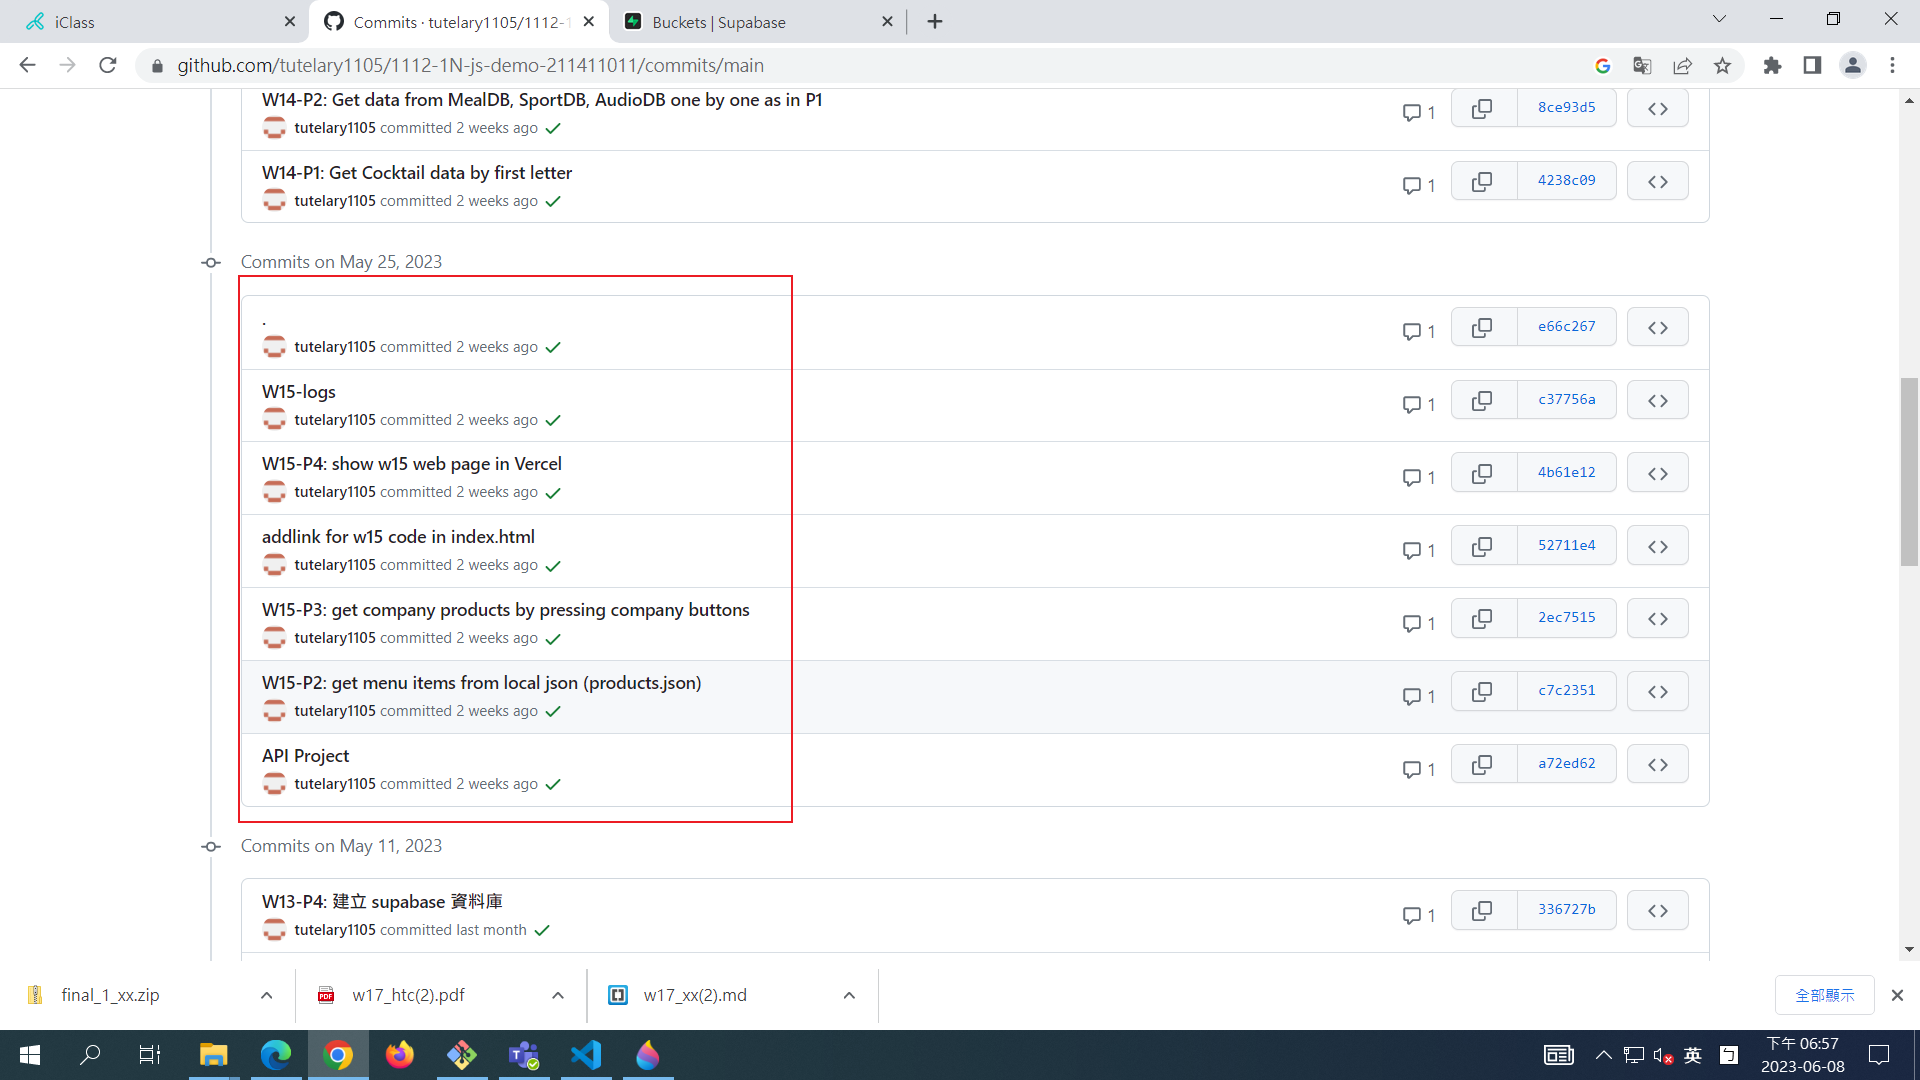 iClass
Commits · tutelary1105/1112-1
Buckets | Supabase
github.com/tutelary1105/1112-1N-js-demo-211411011/commits/main
W14-P2: Get data from MealDB, SportDB, AudioDB one by one as in P1
tutelary1105 committed 2 weeks ago
1
8ce93d5
W14-P1: Get Cocktail data by first letter
tutelary1105 committed 2 weeks ago
1
4238c09
Commits on May 25, 2023
.
tutelary1105 committed 2 weeks ago
1
e66c267
W15-logs
tutelary1105 committed 2 weeks ago
1
c37756a
W15-P4: show w15 web page in Vercel
tutelary1105 committed 2 weeks ago
1
4b61e12
addlink for w15 code in index.html
tutelary1105 committed 2 weeks ago
1
52711e4
W15-P3: get company products by pressing company buttons
tutelary1105 committed 2 weeks ago
1
2ec7515
W15-P2: get menu items from local json (products.json)
tutelary1105 committed 2 weeks ago
1
c7c2351
API Project
tutelary1105 committed 2 weeks ago
1
a72ed62
Commits on May 11, 2023
W13-P4: 建立 supabase 資料庫
tutelary1105 committed last month
1
336727b
final_1_xx.zip
w17_htc(2).pdf
w17_xx(2).md
全部顯示
英
ㄅ
下午 06:57
2023-06-08